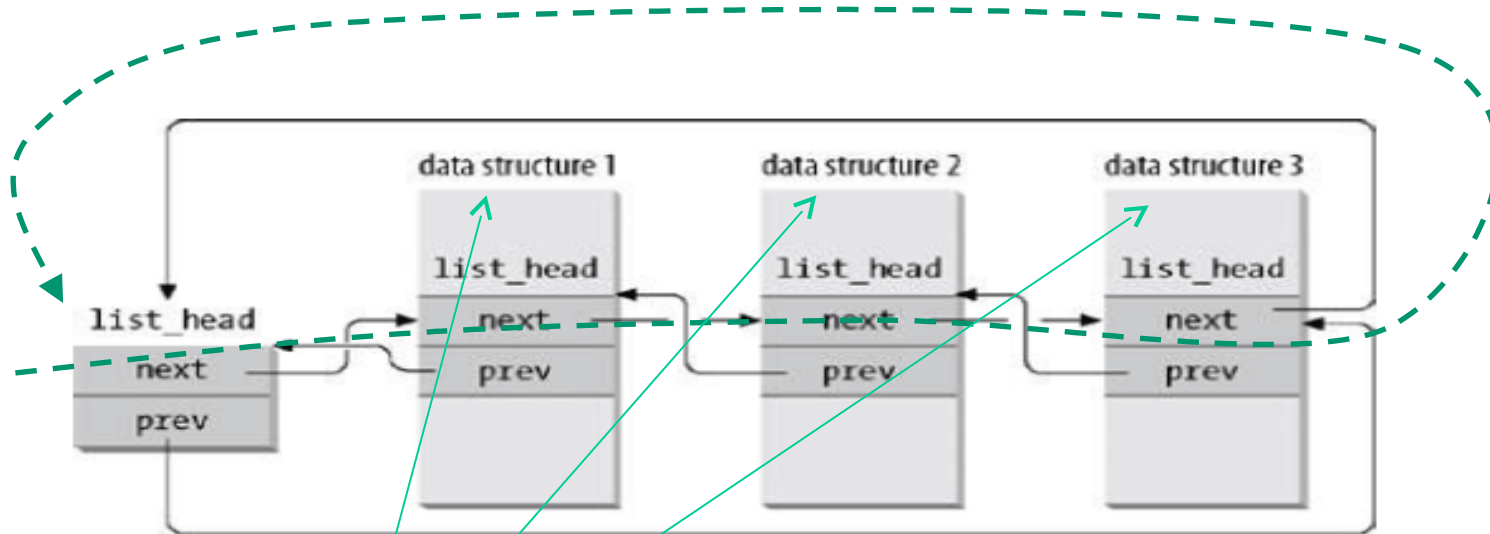 data structure 1
data structure 2
data structure 3
list_head
list_head
list_head
list_head
next
next
next
next
prev
prev
prev
prev